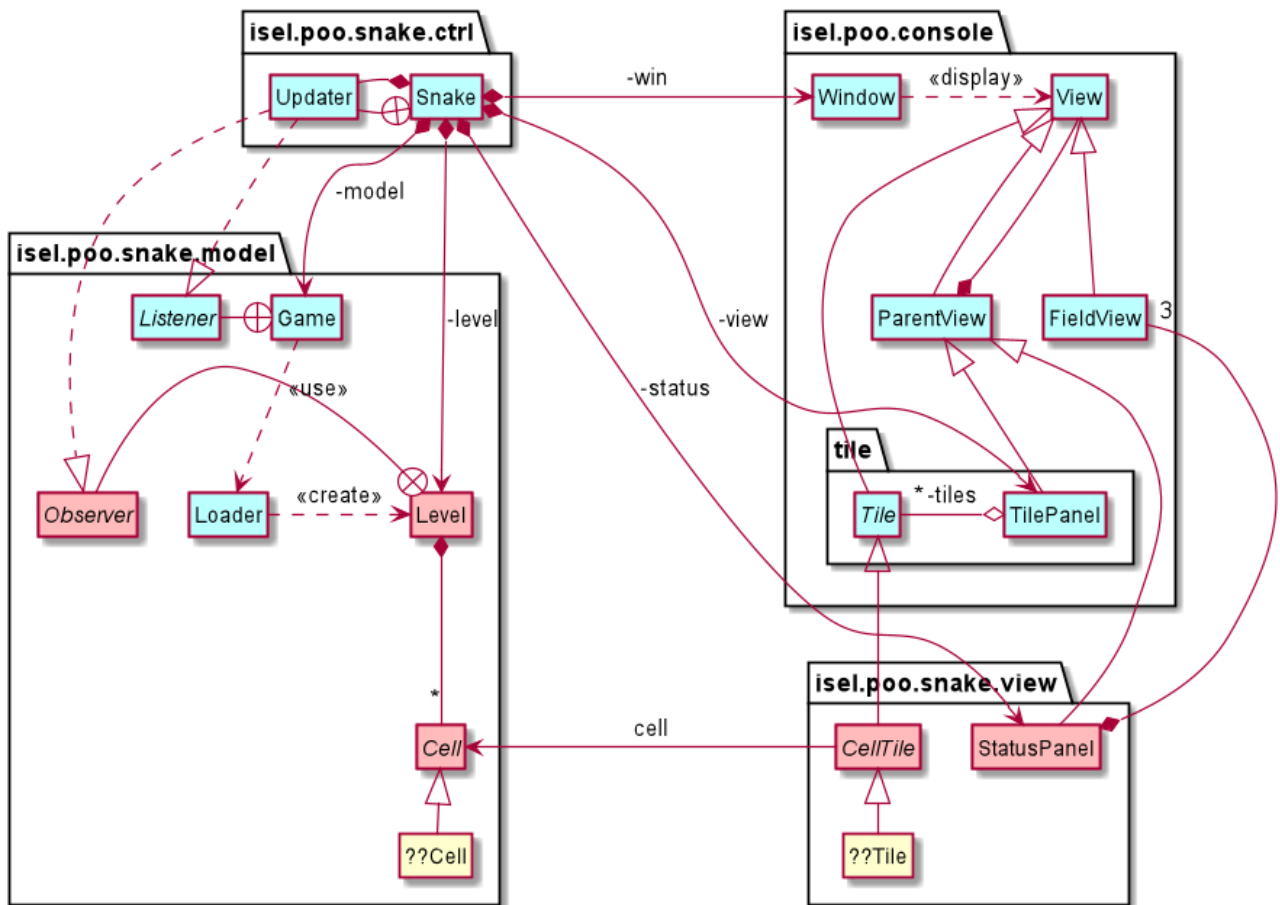 isel.poo.snake.ctrl
isel.poo.console
Updater
Snake
-win
Window
«display»
View
-model
isel.poo.snake.model
Listener
Game
-level
-view
ParentView
FieldView
3
«use»
-status
tile
Observer
Loader
«create»
Level
Tile
* -tiles
TilePanel
isel.poo.snake.view
*
Cell
cell
CellTile
StatusPanel
??Cell
??Tile